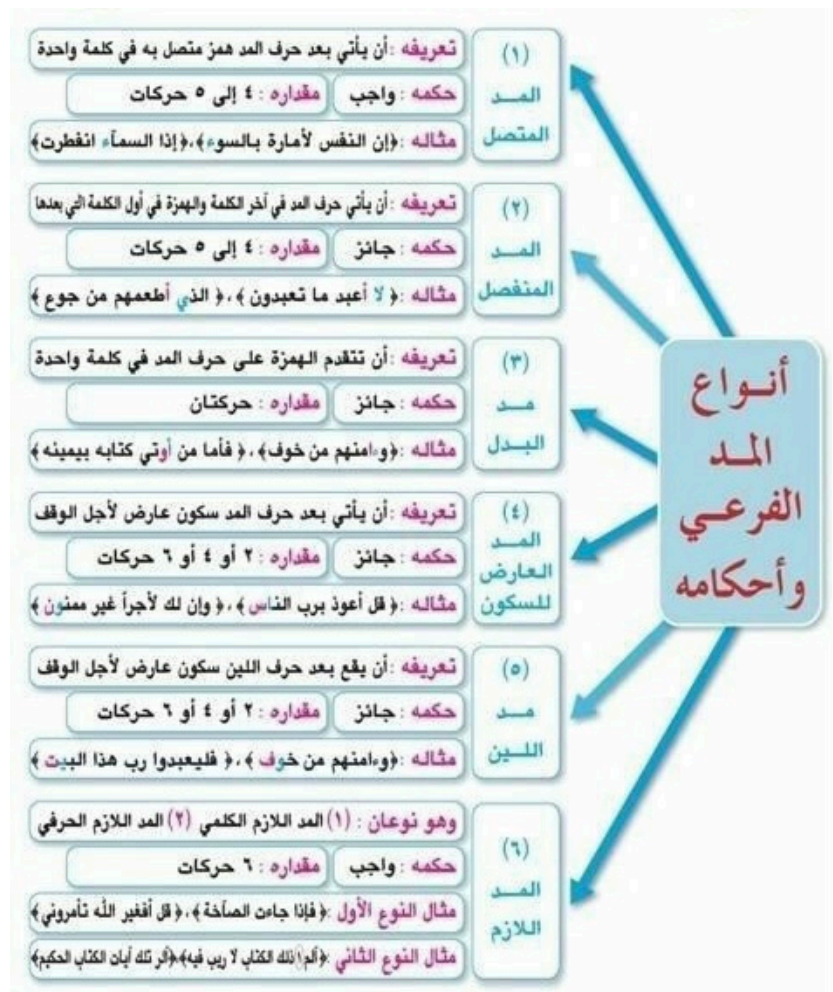 أنواع
المد
الفرعي
وأحكامه
(١)
المد
المتصل
تعريفه : أن يأتي بعد حرف المد همز متصل به في كلمة واحدة
حكمه : واجب
مقداره : ٤ إلى ٥ حركات
مثاله : ﴿إن النفس لأمارة بالسوء﴾، ﴿إذا السمآء انفطرت﴾
(٢)
المد
المنفصل
تعريفه : أن يأتي حرف المد في آخر الكلمة والهمزة في أول الكلمة التي بعدها
حكمه : جائز
مقداره : ٤ إلى ٥ حركات
مثاله : ﴿ لا أعبد ما تعبدون ﴾، ﴿ الذي أطعمهم من جوع ﴾
(٣)
مد
البدل
تعريفه : أن تتقدم الهمزة على حرف المد في كلمة واحدة
حكمه : جائز
مقداره : حركتان
مثاله : ﴿وءامنهم من خوف﴾، ﴿ فأما من أوتي كتابه بيمينه ﴾
(٤)
المد
العارض
للسكون
تعريفه : أن يأتي بعد حرف المد سكون عارض لأجل الوقف
حكمه : جائز
مقداره : ٢ أو ٤ أو ٦ حركات
مثاله : ﴿ قل أعوذ برب الناس ﴾، ﴿ وإن لك لأجراً غير ممنون ﴾
(٥)
مد
اللين
تعريفه : أن يقع بعد حرف اللين سكون عارض لأجل الوقف
حكمه : جائز
مقداره : ٢ أو ٤ أو ٦ حركات
مثاله : ﴿وءامنهم من خوف ﴾، ﴿ فليعبدوا رب هذا البيت ﴾
(٦)
المد
اللازم
وهو نوعان : (١) المد اللازم الكلمي (٢) المد اللازم الحرفي
حكمه : واجب
مقداره : ٦ حركات
مثال النوع الأول : ﴿ فإذا جاءت الصآخة ﴾، ﴿ قل أفغير الله تأمروني﴾
مثال النوع الثاني : ﴿ألم ١ ذلك الكتاب لا ريب فيه﴾، ﴿ألر تلك آيات الكتاب الحكيم﴾